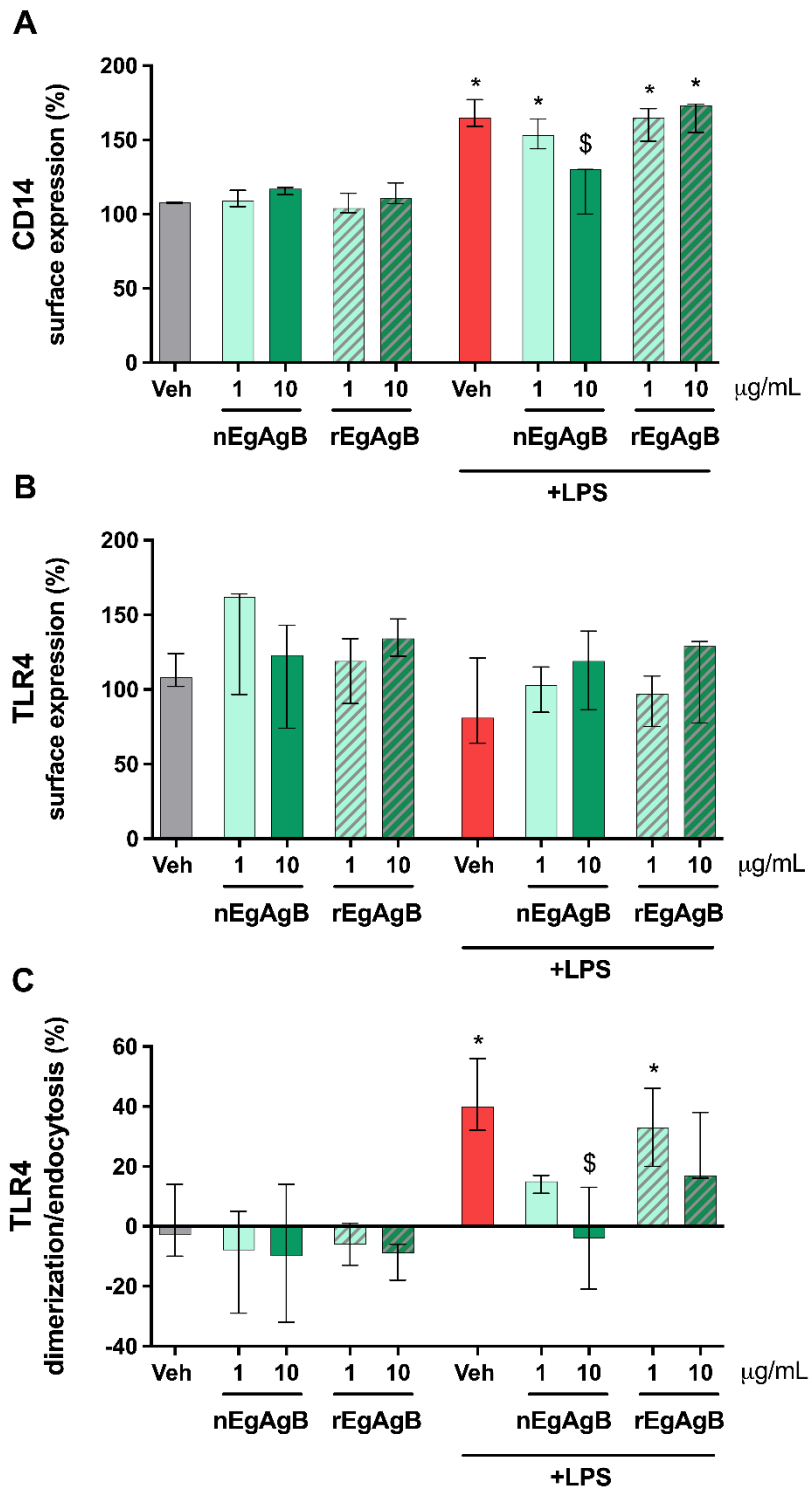 A
CD14
surface expression (%)
200
150
100
50
0
* * $ * *
Veh 1 10 1 10 Veh 1 10 1 10 μg/mL
nEgAgB rEgAgB nEgAgB rEgAgB
+LPS
B
TLR4
surface expression (%)
200
150
100
50
0
Veh 1 10 1 10 Veh 1 10 1 10 μg/mL
nEgAgB rEgAgB nEgAgB rEgAgB
+LPS
C
TLR4
dimerization/endocytosis (%)
60
40
20
0
-20
-40
* $ *
Veh 1 10 1 10 Veh 1 10 1 10 μg/mL
nEgAgB rEgAgB nEgAgB rEgAgB
+LPS